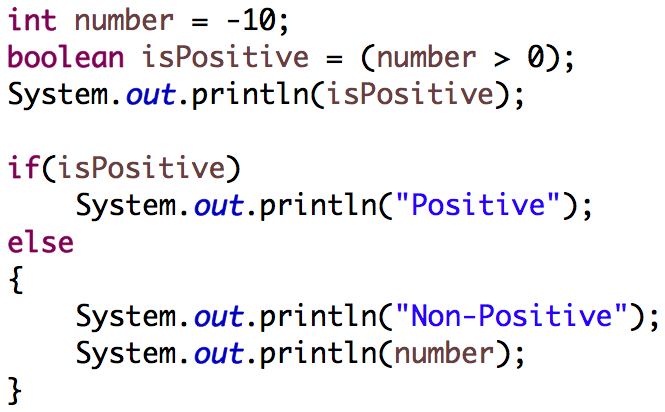 int number = -10;
boolean isPositive = (number > 0);
System.out.println(isPositive);

if(isPositive)
    System.out.println("Positive");
else
{
    System.out.println("Non-Positive");
    System.out.println(number);
}